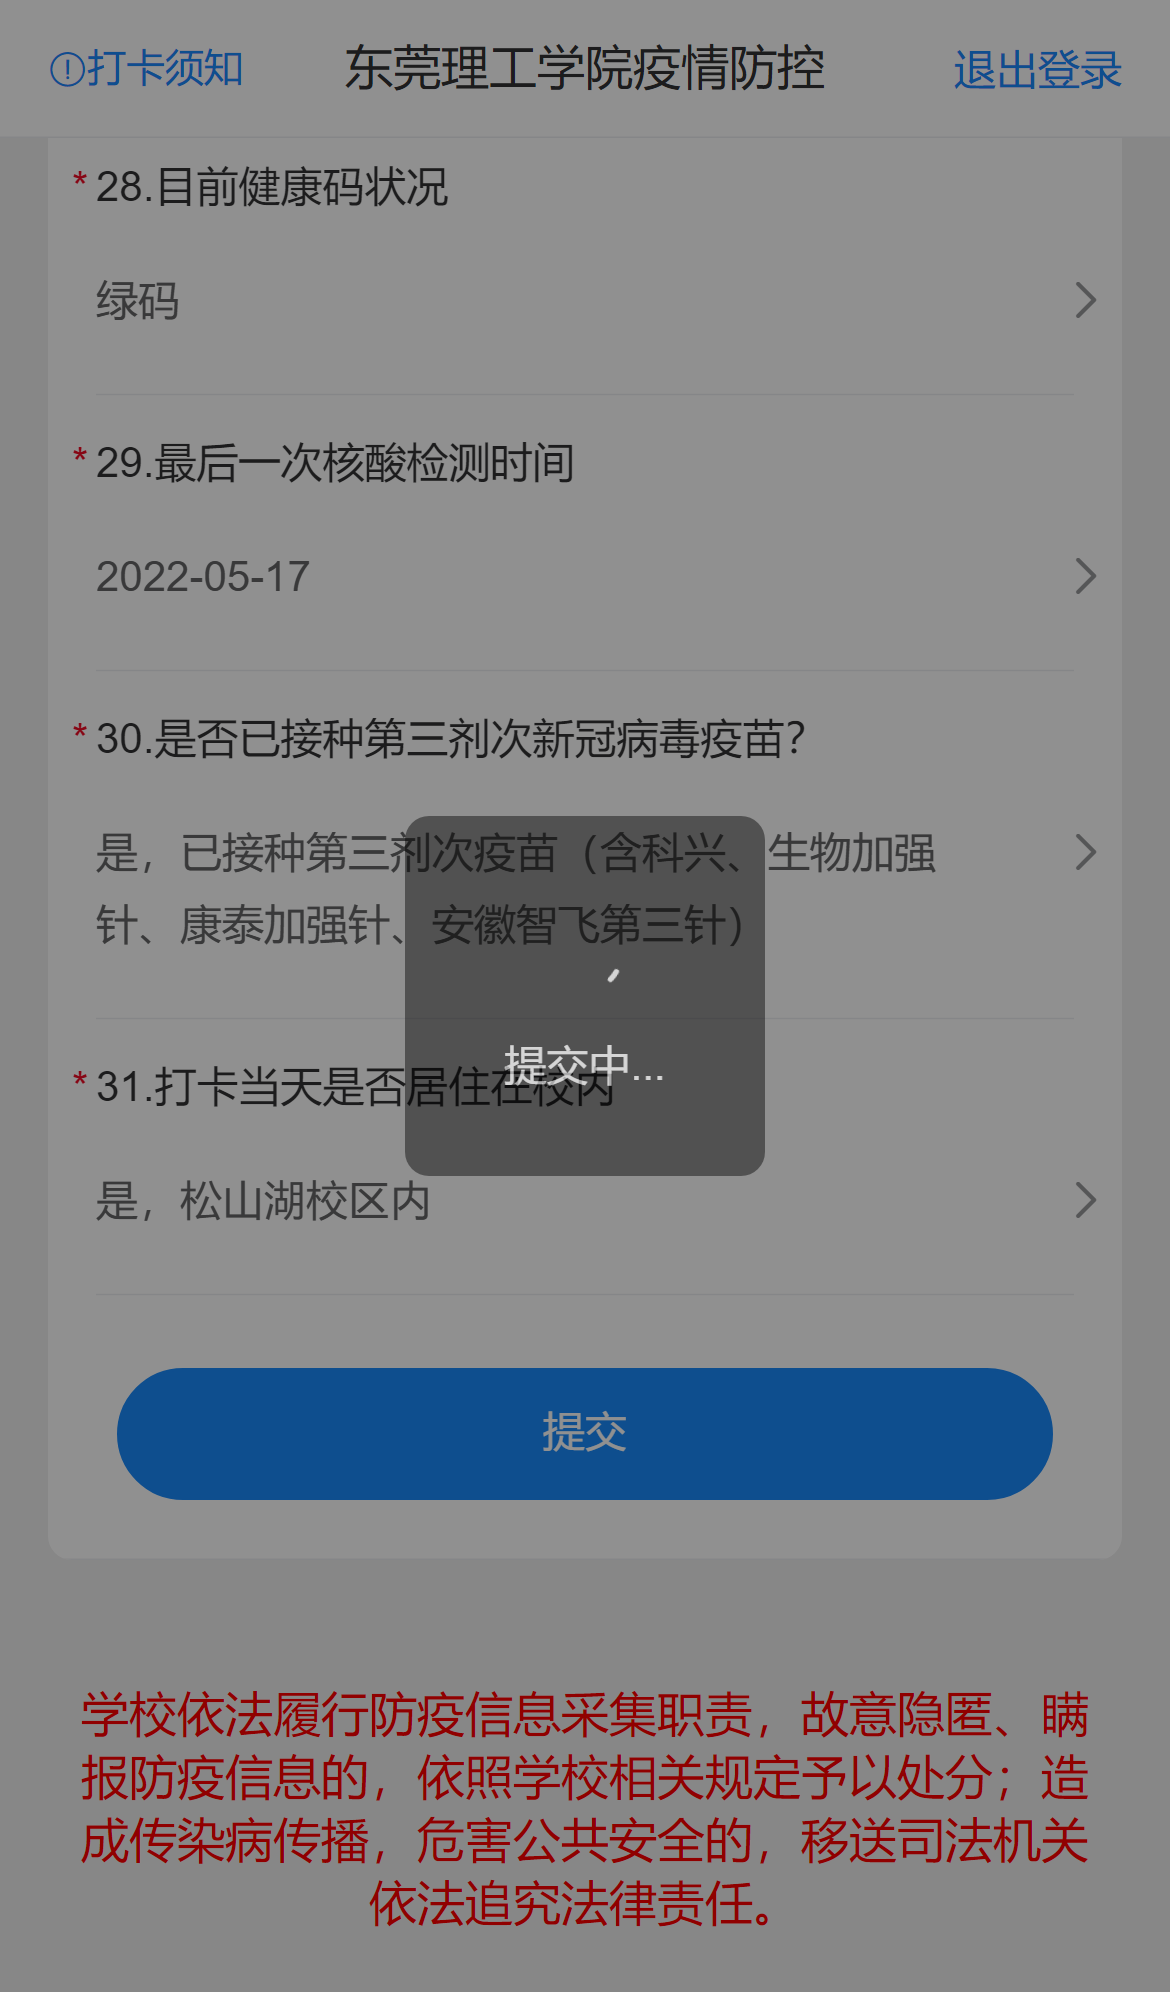 打卡须知 东莞理工学院疫情防控 退出登录
* 28.目前健康码状况
绿码
* 29.最后一次核酸检测时间
2022-05-17
* 30.是否已接种第三剂次新冠病毒疫苗？
是，已接种第三剂次疫苗（含科兴、生物加强
针、康泰加强针、安徽智飞第三针）
提交中...
* 31.打卡当天是否居住在校内
是，松山湖校区内
提交
学校依法履行防疫信息采集职责，故意隐匿、瞒
报防疫信息的，依照学校相关规定予以处分；造
成传染病传播，危害公共安全的，移送司法机关
依法追究法律责任。